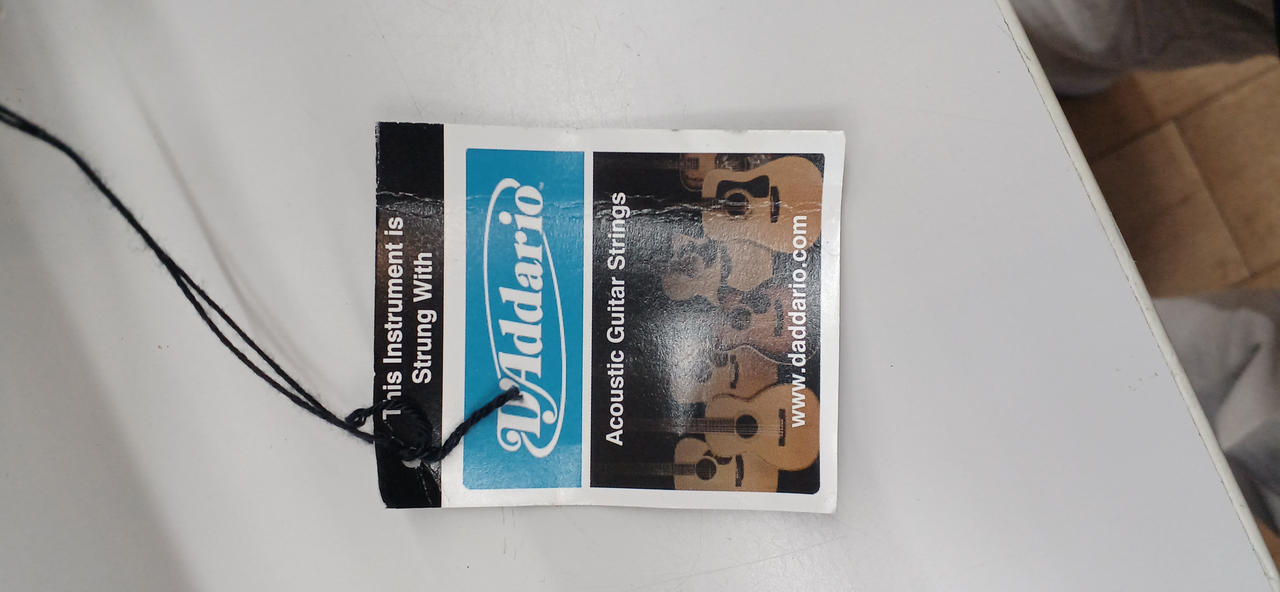 This Instrument is
Strung With
D'Addario
Acoustic Guitar Strings
www.daddario.com